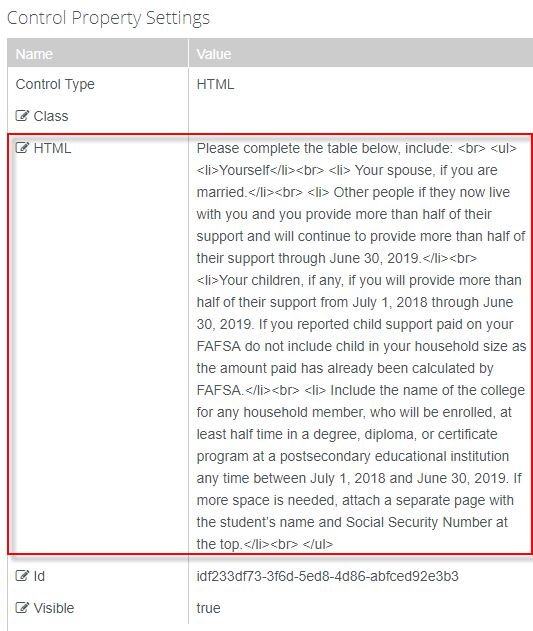 Control Property Settings
Name Value
Control Type HTML
Class
HTML Please complete the table below, include: <br> <ul>
<li>Yourself</li><br> <li> Your spouse, if you are
married.</li><br> <li> Other people if they now live
with you and you provide more than half of their
support and will continue to provide more than half of
their support through June 30, 2019.</li><br>
<li>Your children, if any, if you will provide more than
half of their support from July 1, 2018 through June
30, 2019. If you reported child support paid on your
FAFSA do not include child in your household size as
the amount paid has already been calculated by
FAFSA.</li><br> <li> Include the name of the college
for any household member, who will be enrolled, at
least half time in a degree, diploma, or certificate
program at a postsecondary educational institution
any time between July 1, 2018 and June 30, 2019. If
more space is needed, attach a separate page with
the student’s name and Social Security Number at
the top.</li><br> </ul>
Id idf233df73-3f6d-5ed8-4d86-abfced92e3b3
Visible true